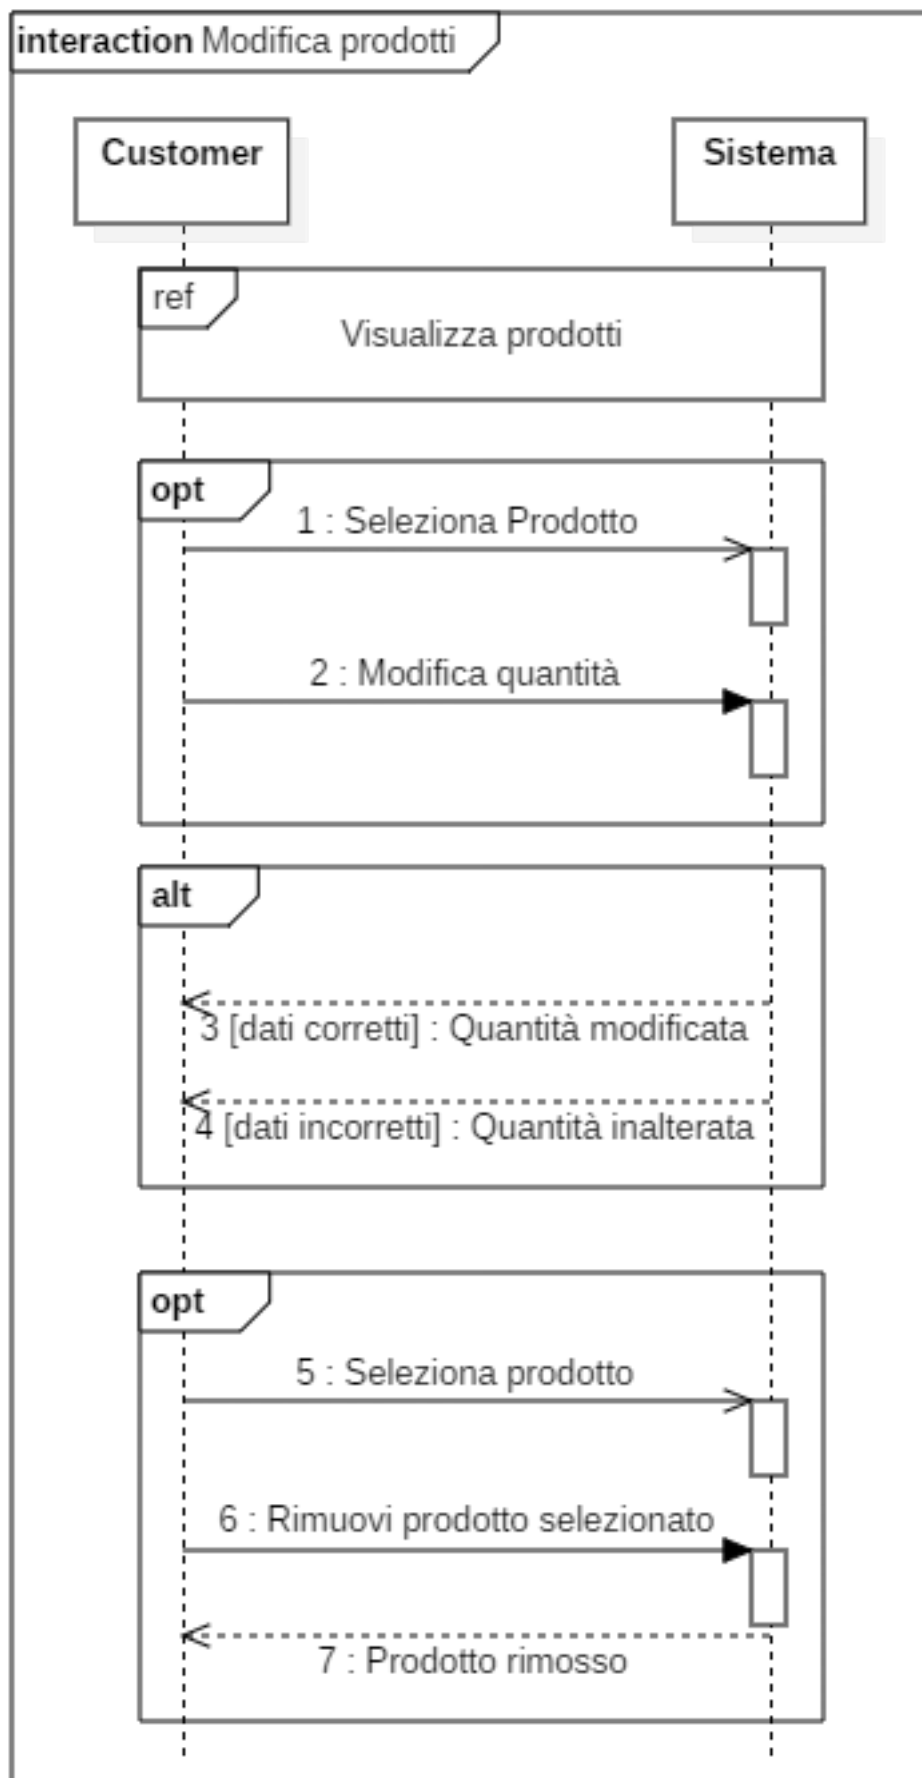 interaction Modifica prodotti
Customer
Sistema
ref
Visualizza prodotti
opt
1 : Seleziona Prodotto
2 : Modifica quantità
alt
3 [dati corretti] : Quantità modificata
4 [dati incorretti] : Quantità inalterata
opt
5 : Seleziona prodotto
6 : Rimuovi prodotto selezionato
7 : Prodotto rimosso